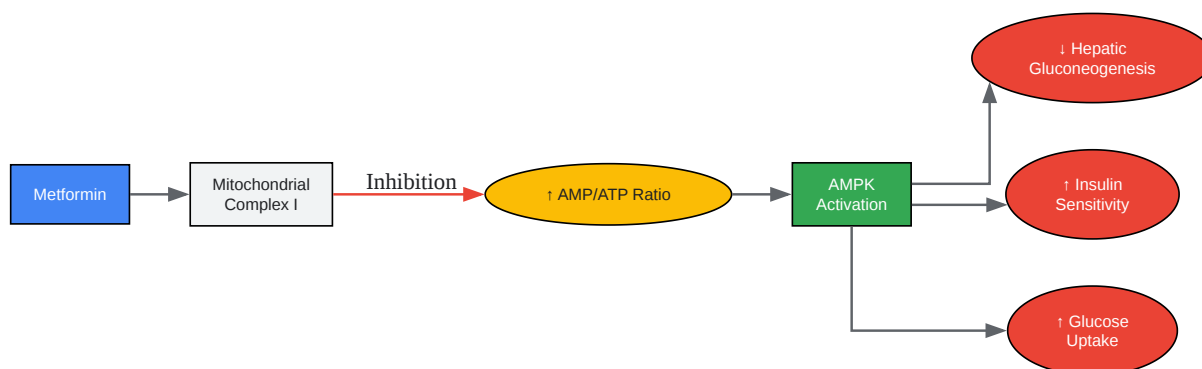 Metformin
Mitochondrial
Complex I
Inhibition
↑ AMP/ATP Ratio
AMPK
Activation
↓ Hepatic
Gluconeogenesis
↑ Insulin
Sensitivity
↑ Glucose
Uptake